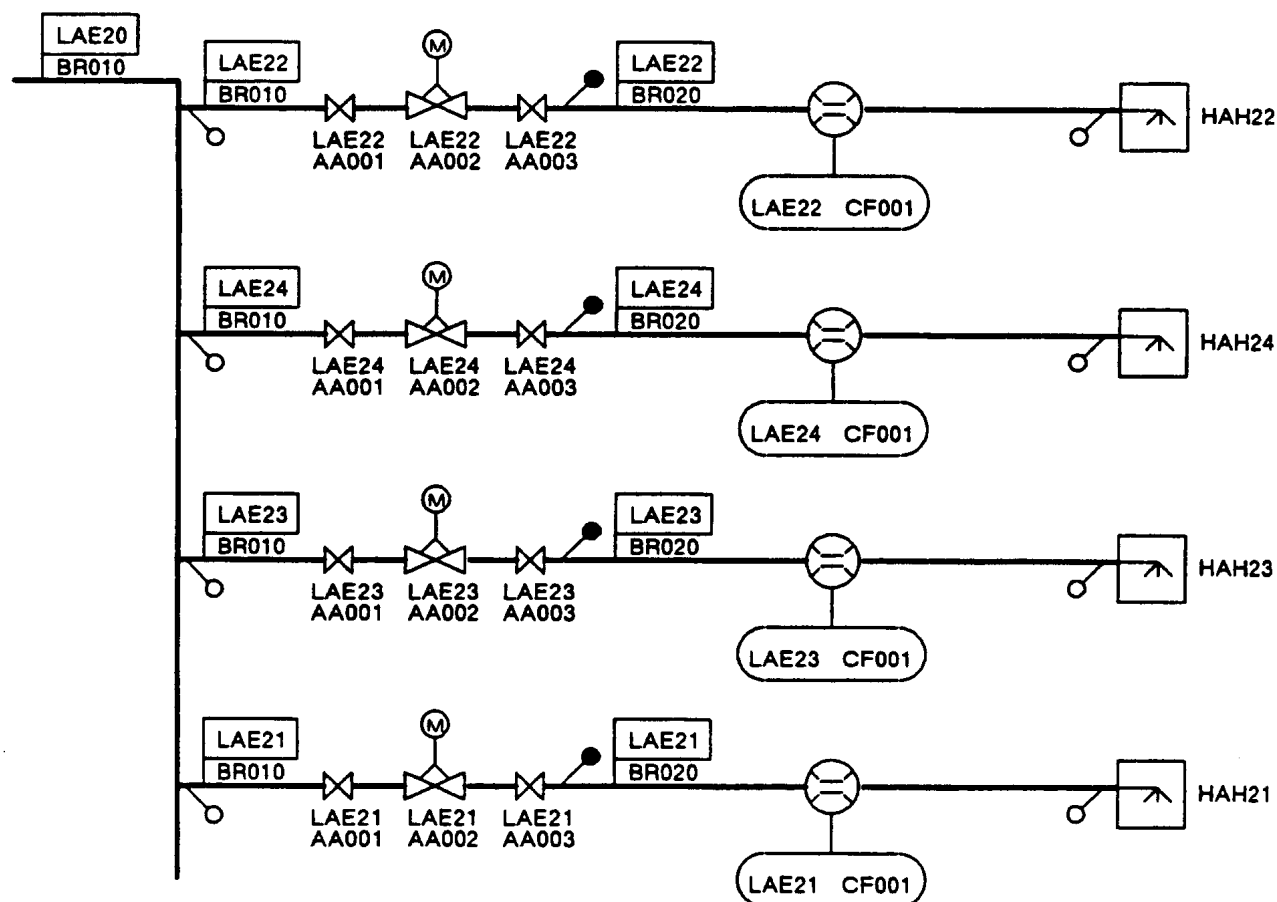 LAE20
BR010
LAE22
BR010
M
LAE22
BR020
LAE22 LAE22 LAE22
AA001 AA002 AA003
HAH22
LAE22 CF001
LAE24
BR010
M
LAE24
BR020
LAE24 LAE24 LAE24
AA001 AA002 AA003
HAH24
LAE24 CF001
LAE23
BR010
M
LAE23
BR020
LAE23 LAE23 LAE23
AA001 AA002 AA003
HAH23
LAE23 CF001
LAE21
BR010
M
LAE21
BR020
LAE21 LAE21 LAE21
AA001 AA002 AA003
HAH21
LAE21 CF001